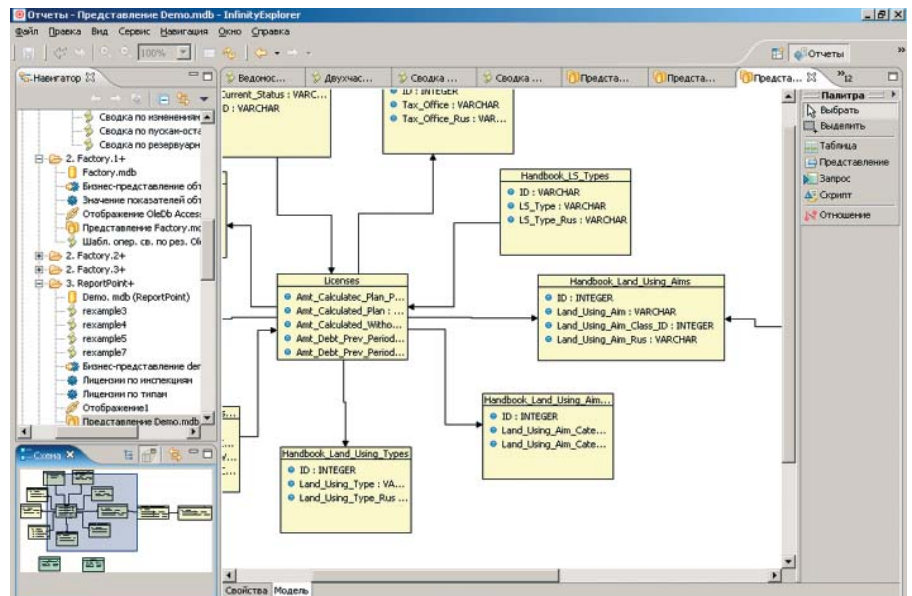 Отчеты - Представление Demo.mdb - InfinityExplorer
Файл Правка Вид Сервис Навигация Окно Справка
100%
Отчеты
Навигатор
Ведомос...
Двухчас...
Сводка ...
Сводка ...
Предста...
Предста...
Предста...
12
Сводка по изменениям
Сводка по пускам-оста
Сводка по резервуарн
2. Factory.1+
Factory.mdb
Бизнес-представление объ
Значение показателей об
Отображение OleDb Acces
Представление Factory.mc
Шабл. опер. св. по рез. Ol
2. Factory.2+
2. Factory.3+
3. ReportPoint+
Demo. mdb (ReportPoint)
rexample3
rexample4
rexample5
rexample7
Бизнес-представление der
Лицензии по инспекциям
Лицензии по типам
Отображение1
Представление Demo.mdb
Схема
Current_Status : VARC...
D : VARCHAR
ID : INTEGER
Tax_Office : VARCHAR
Tax_Office_Rus : VAR...
Handbook_LS_Types
ID : VARCHAR
LS_Type : VARCHAR
LS_Type_Rus : VARCHAR
Licenses
Amt_Calculatec_Plan_P...
Amt_Calculated_Plan : ...
Amt_Calculated_Witho...
Amt_Debt_Prev_Period...
Amt_Debt_Prev_Period...
Handbook_Land_Using_Aims
ID : INTEGER
Land_Using_Aim : VARCHAR
Land_Using_Aim_Class_ID : INTEGER
Land_Using_Aim_Rus : VARCHAR
Handbook_Land_Using_Aim...
ID : INTEGER
Land_Using_Aim_Cate...
Land_Using_Aim_Cate...
Handbook_Land_Using_Types
ID : INTEGER
Land_Using_Type : VA...
Land_Using_Type_Rus ...
Палитра
Выбрать
Выделить
Таблица
Представление
Запрос
Скрипт
Отношение
Свойства Модель